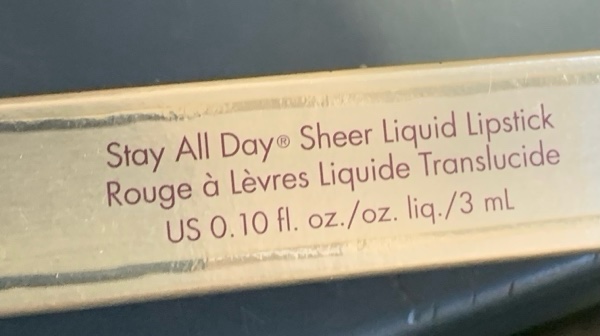 Stay All Day® Sheer Liquid Lipstick
Rouge à Lèvres Liquide Translucide
US 0.10 fl. oz./oz. liq./3 mL